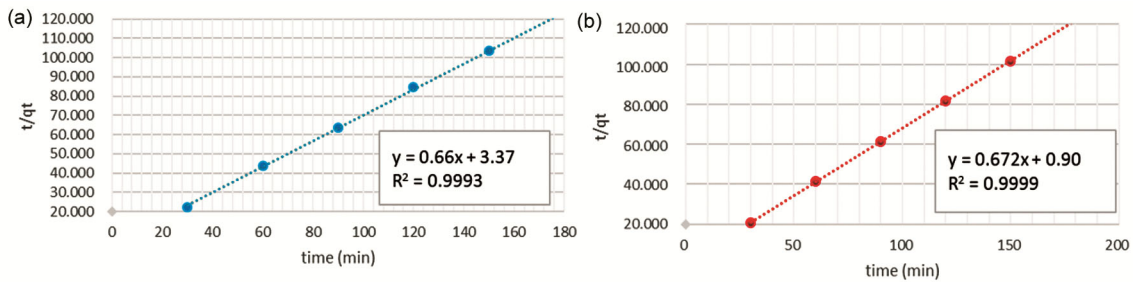 (a)
120.000
110.000
100.000
90.000
80.000
70.000
60.000
50.000
40.000
30.000
20.000
t/qt
y = 0.66x + 3.37
R² = 0.9993
0 20 40 60 80 100 120 140 160 180
time (min)
(b)
120.000
100.000
80.000
60.000
40.000
20.000
t/qt
y = 0.672x + 0.90
R² = 0.9999
0 50 100 150 200
time (min)